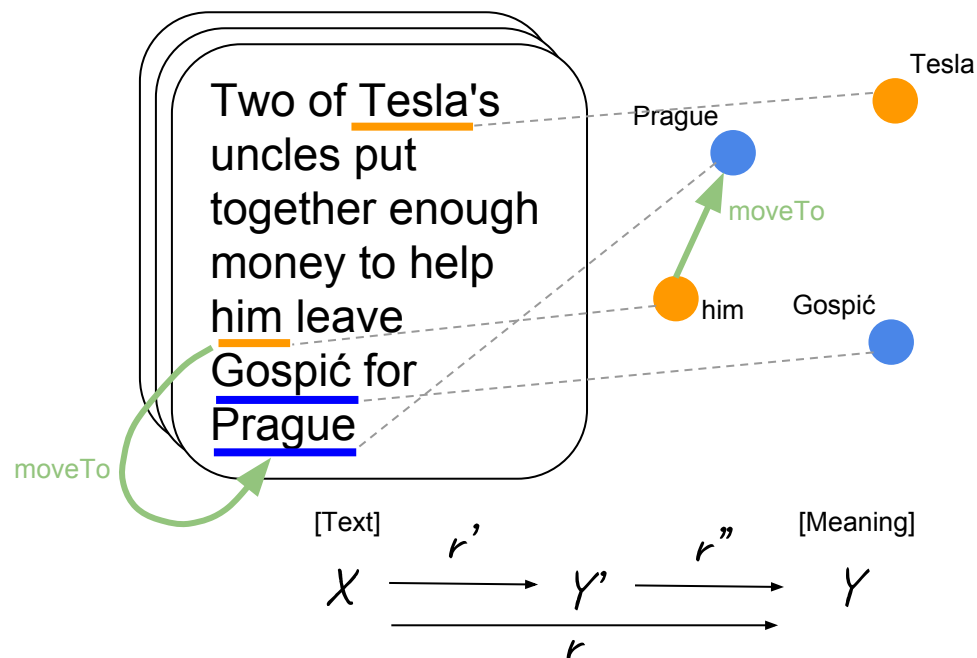 Two of Tesla's
uncles put
together enough
money to help
him leave
Gospić for
Prague
moveTo
Tesla
Prague
moveTo
him
Gospić
[Text]
[Meaning]
r'
r"
X
Y'
Y
r